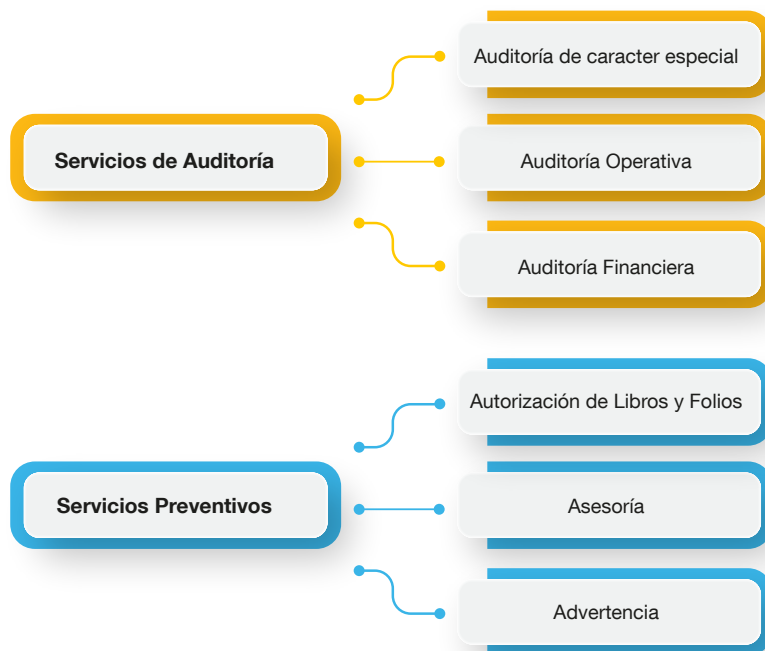 Auditoría de caracter especial
Servicios de Auditoría
Auditoría Operativa
Auditoría Financiera
Autorización de Libros y Folios
Servicios Preventivos
Asesoría
Advertencia